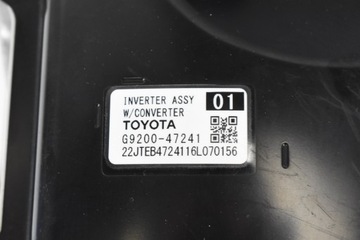 INVERTER ASSY 01
W/CONVERTER
TOYOTA
G9200-47241
22JTEB4724116L070156